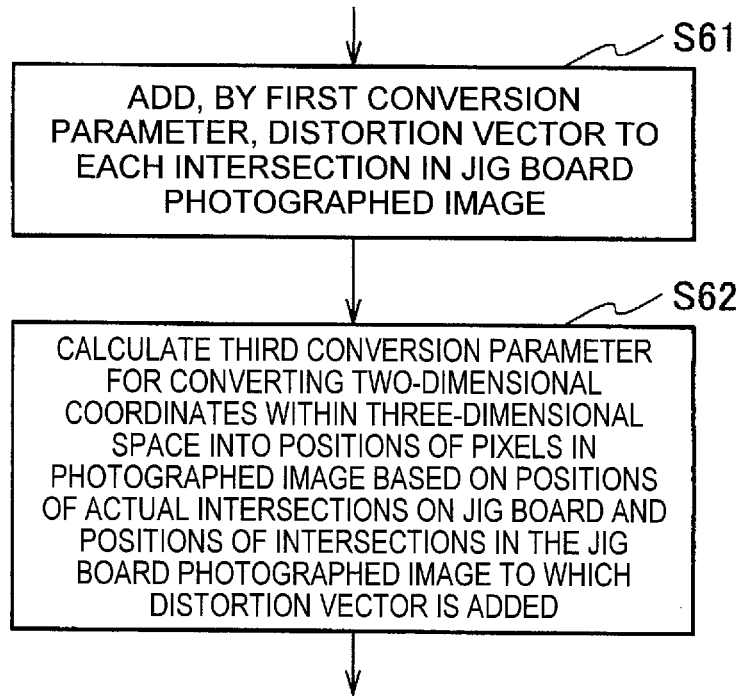 S61
ADD, BY FIRST CONVERSION
PARAMETER, DISTORTION VECTOR TO
EACH INTERSECTION IN JIG BOARD
PHOTOGRAPHED IMAGE
S62
CALCULATE THIRD CONVERSION PARAMETER
FOR CONVERTING TWO-DIMENSIONAL
COORDINATES WITHIN THREE-DIMENSIONAL
SPACE INTO POSITIONS OF PIXELS IN
PHOTOGRAPHED IMAGE BASED ON POSITIONS
OF ACTUAL INTERSECTIONS ON JIG BOARD AND
POSITIONS OF INTERSECTIONS IN THE JIG
BOARD PHOTOGRAPHED IMAGE TO WHICH
DISTORTION VECTOR IS ADDED